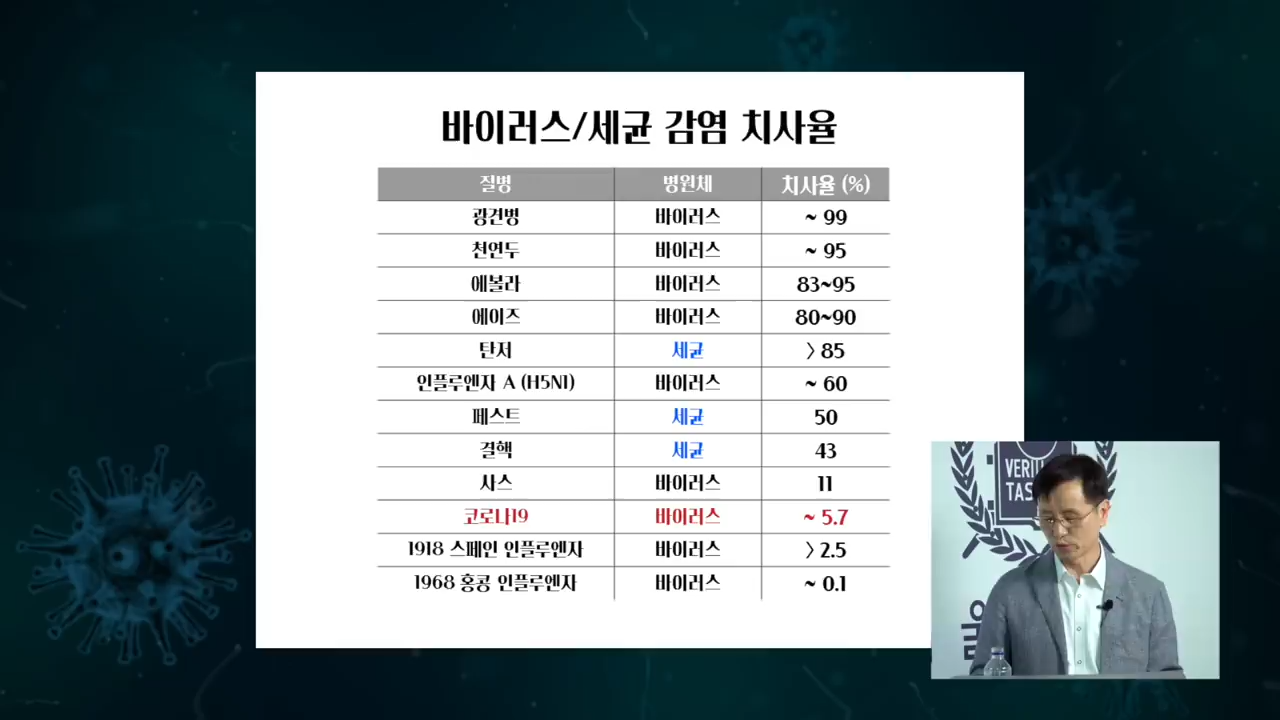 바이러스/세균 감염 치사율
질병 병원체 치사율 (%)
광견병 바이러스 ~ 99
천연두 바이러스 ~ 95
에볼라 바이러스 83~95
에이즈 바이러스 80~90
탄저 세균 > 85
인플루엔자 A (H5N1) 바이러스 ~ 60
페스트 세균 50
결핵 세균 43
사스 바이러스 11
코로나19 바이러스 ~ 5.7
1918 스페인 인플루엔자 바이러스 > 2.5
1968 홍콩 인플루엔자 바이러스 ~ 0.1